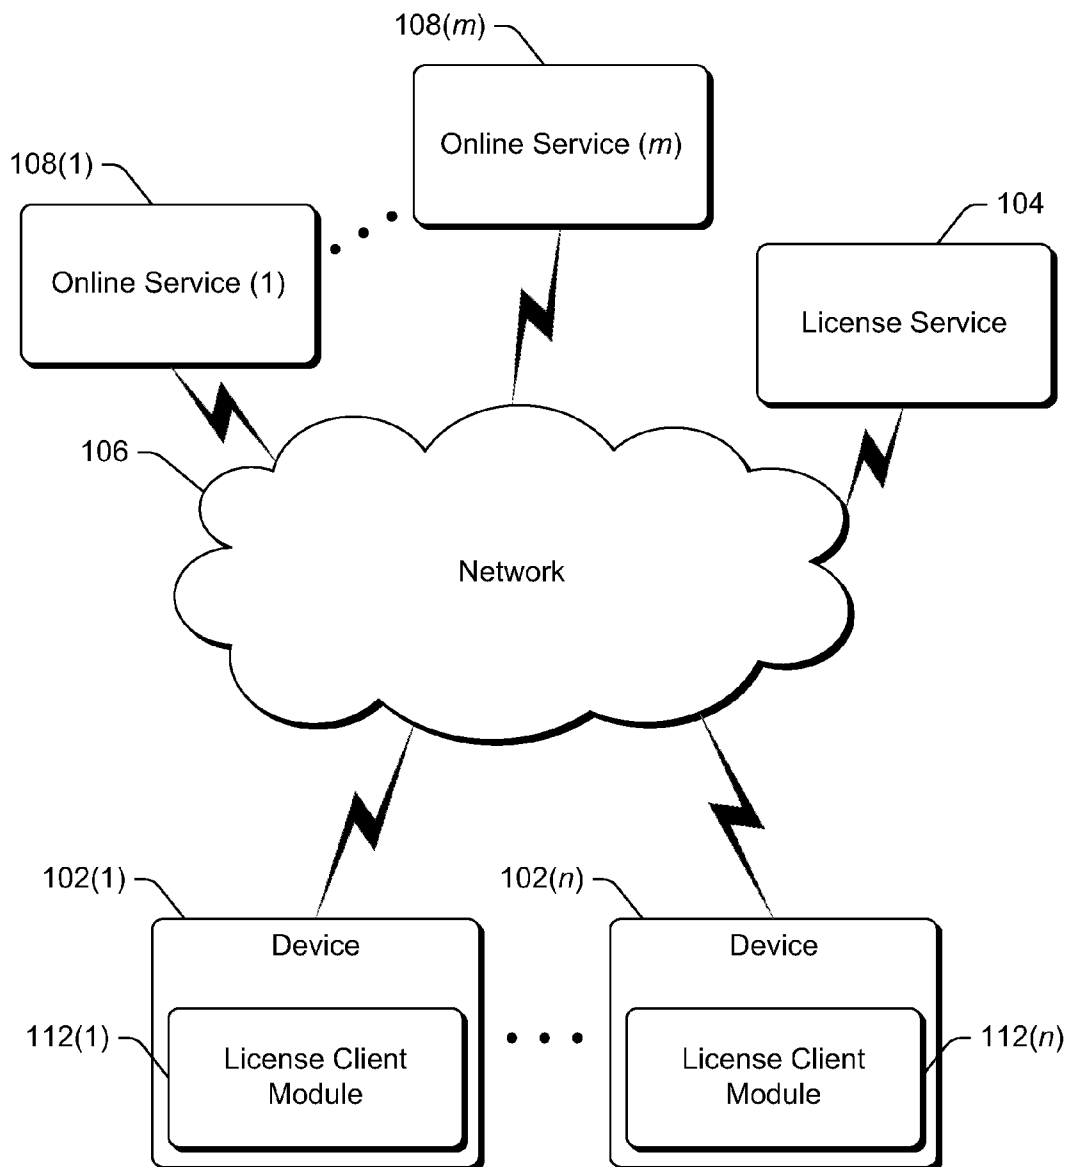 108(m)
Online Service (m)
108(1)
Online Service (1)
104
License Service
106
Network
102(1)
Device
112(1)
License Client
Module
102(n)
Device
License Client
Module
112(n)